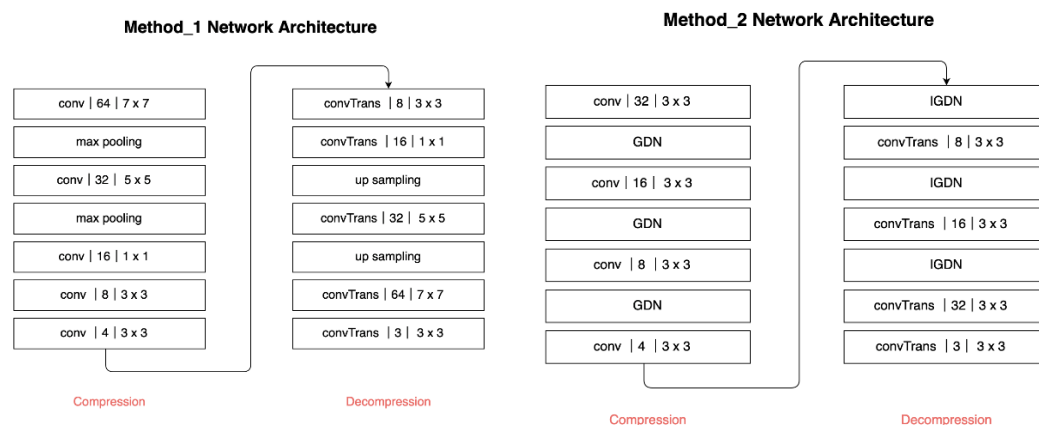 Method_1 Network Architecture
conv | 64 | 7 x 7
max pooling
conv | 32 | 5 x 5
max pooling
conv | 16 | 1 x 1
conv | 8 | 3 x 3
conv | 4 | 3 x 3
Compression
convTrans | 8 | 3 x 3
convTrans | 16 | 1 x 1
up sampling
convTrans | 32 | 5 x 5
up sampling
convTrans | 64 | 7 x 7
convTrans | 3 | 3 x 3
Decompression
Method_2 Network Architecture
conv | 32 | 3 x 3
GDN
conv | 16 | 3 x 3
GDN
conv | 8 | 3 x 3
GDN
conv | 4 | 3 x 3
Compression
IGDN
convTrans | 8 | 3 x 3
IGDN
convTrans | 16 | 3 x 3
IGDN
convTrans | 32 | 3 x 3
convTrans | 3 | 3 x 3
Decompression